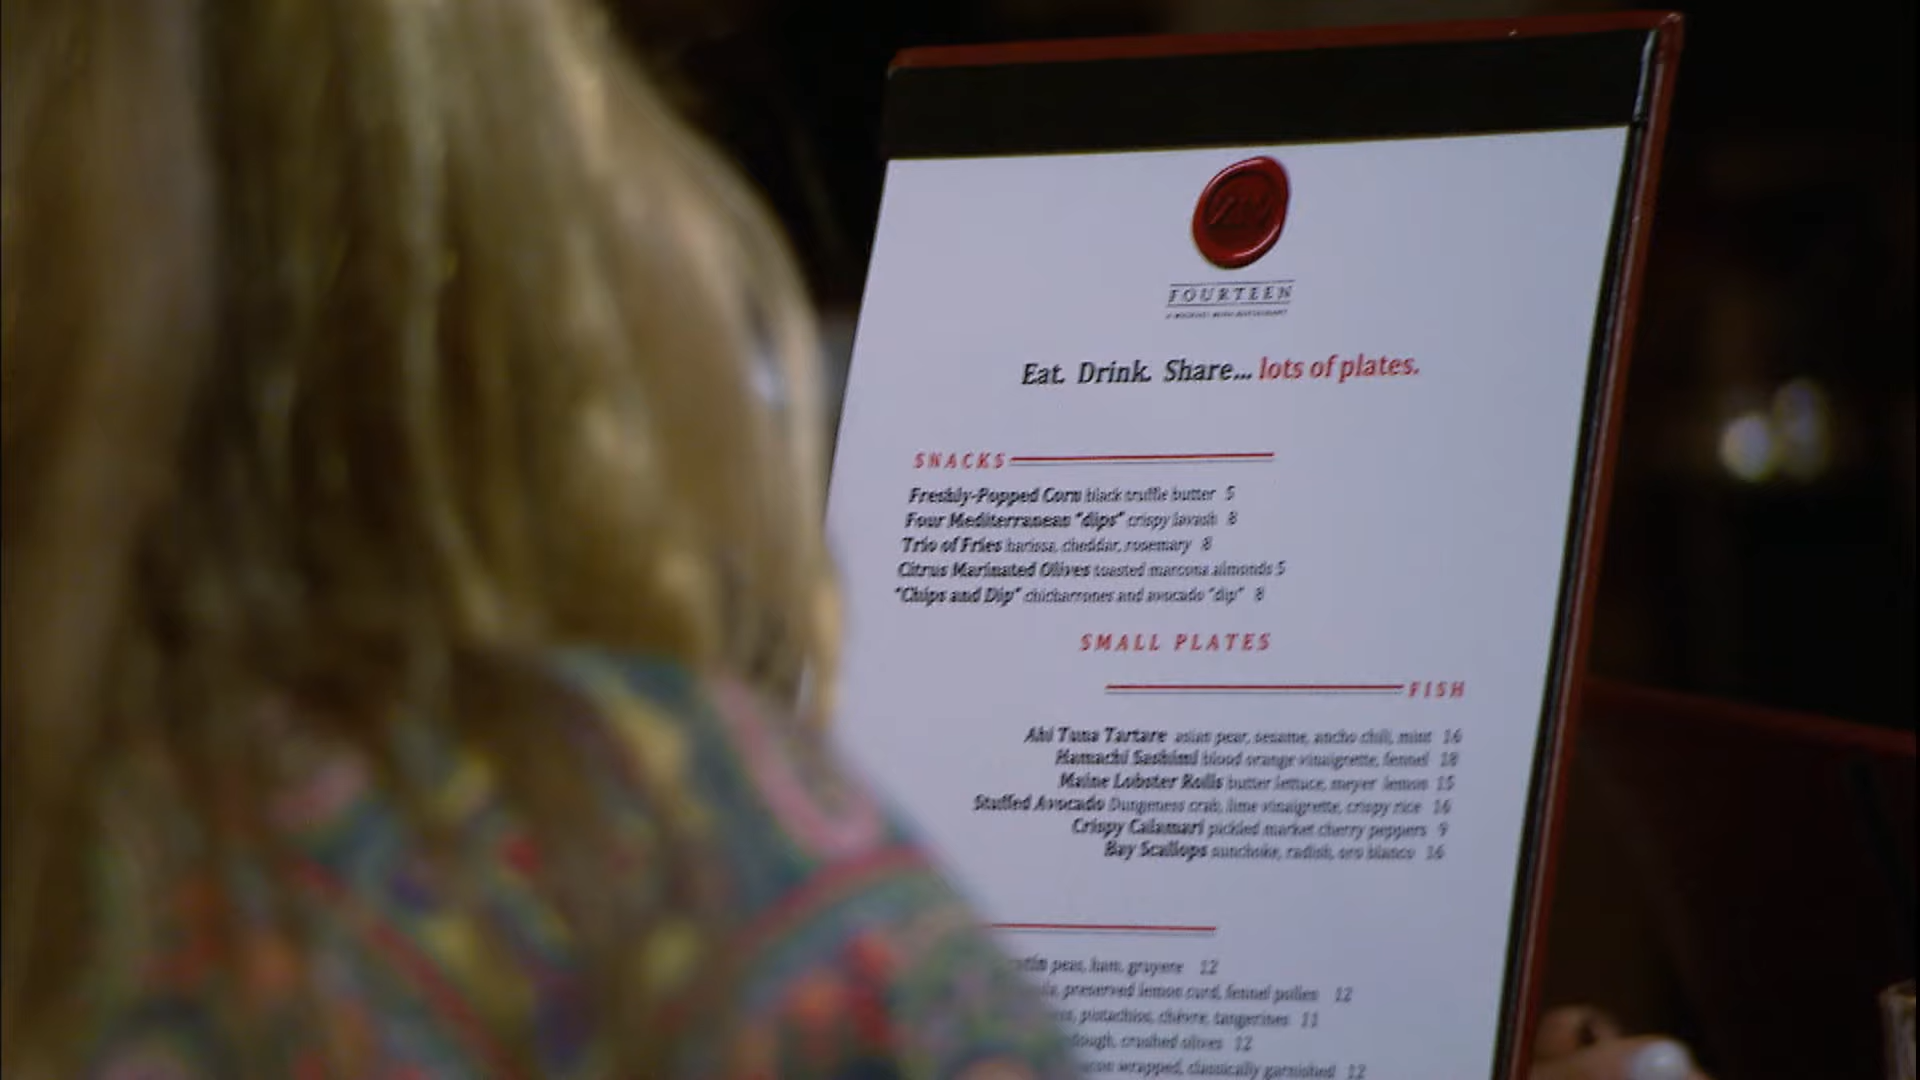 FOURTEEN
Eat. Drink. Share... lots of plates.
SNACKS
Freshly-Popped Corn black truffle butter 5
Four Mediterranean "dips" crispy lavash 8
Trio of Fries harissa, cheddar, rosemary 8
Citrus Marinated Olives toasted marcona almonds 5
"Chips and Dip" chicharrones and avocado "dip" 8
SMALL PLATES
FISH
Ahi Tuna Tartare asian pear, sesame, ancho chili, mint 16
Hamachi Sashimi blood orange vinaigrette, fennel 18
Maine Lobster Rolls butter lettuce, meyer lemon 15
Stuffed Avocado Dungeness crab, lime vinaigrette, crispy rice 16
Crispy Calamari pickled market cherry peppers 9
Bay Scallops sunchoke, radish, oro blanco 16
peas, ham, gruyere 12
preserved lemon curd, fennel pollen 12
pistachios, chèvre, tangerines 11
crushed olives 12
wrapped, classically garnished 12